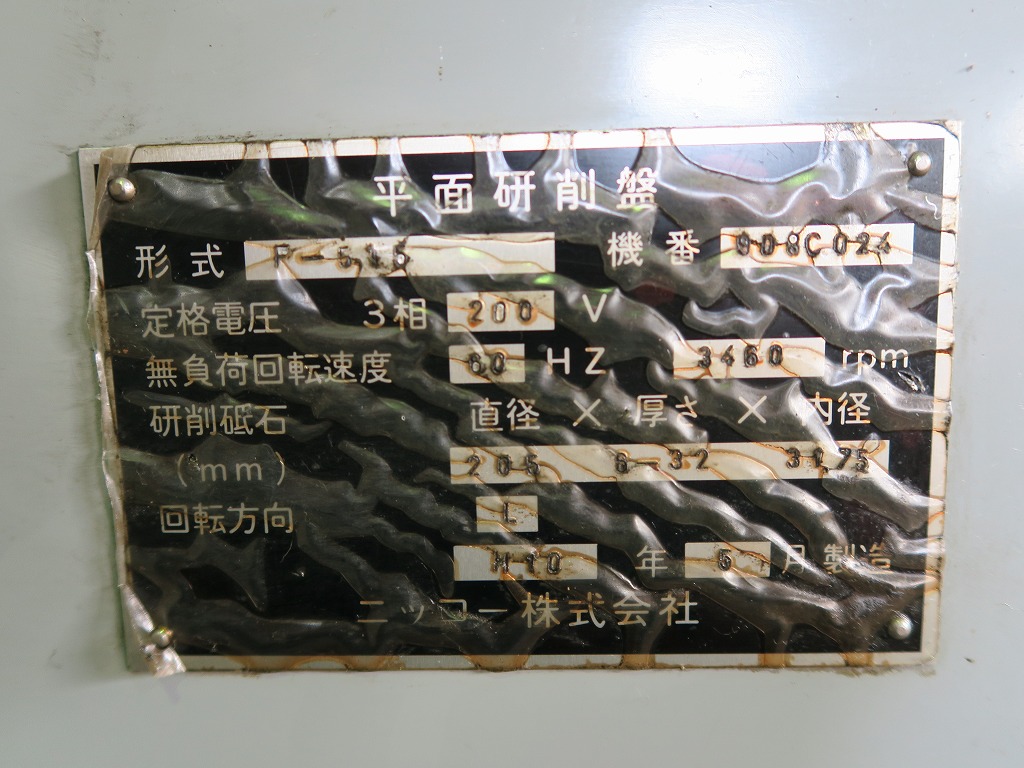 平面研削盤
形式 P-515 機番 908C024
定格電圧 3相 200 V
無負荷回転速度 60 HZ 3460 rpm
研削砥石 直径 × 厚さ × 内径
(mm) 205 6-32 31.75
回転方向 L
H10 年 5 月製造
ニッコー株式会社